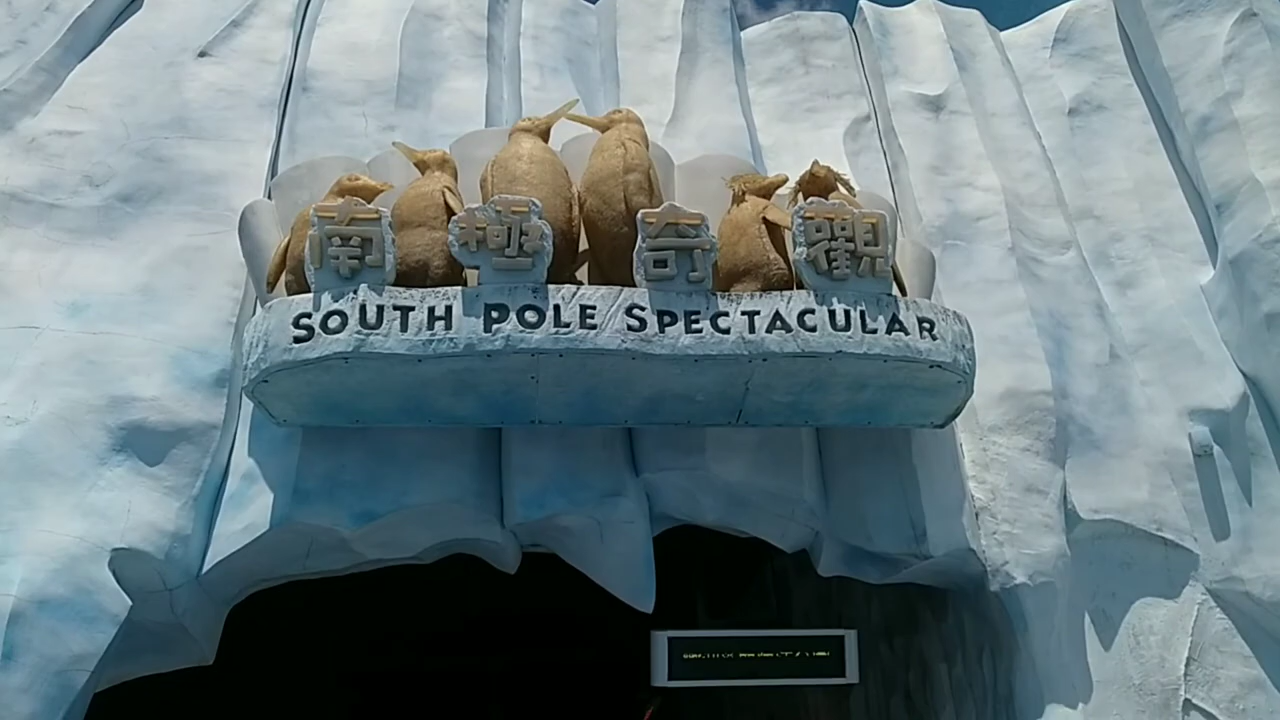 南極奇觀
SOUTH POLE SPECTACULAR